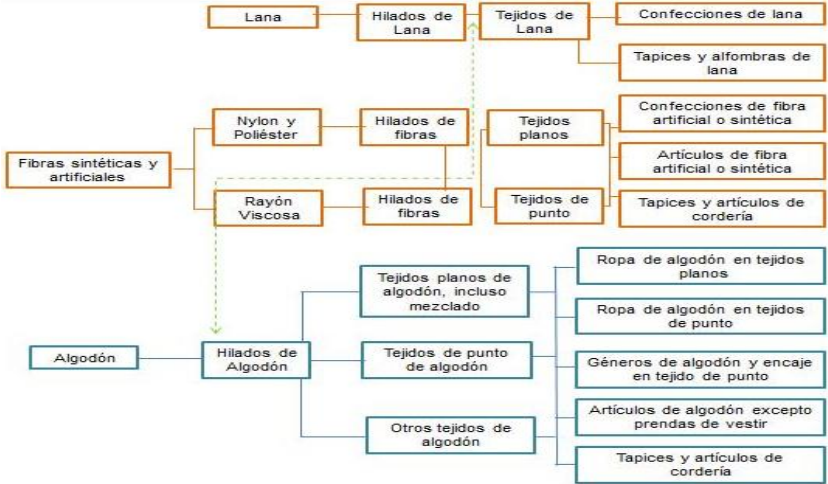 Lana
Hilados de
Lana
Tejidos de
Lana
Confecciones de lana
Tapices y alfombras de
lana
Fibras sintéticas y
artificiales
Nylon y
Poliéster
Hilados de
fibras
Rayón
Viscosa
Hilados de
fibras
Tejidos
planos
Tejidos de
punto
Confecciones de fibra
artificial o sintética
Artículos de fibra
artificial o sintética
Tapices y artículos de
cordería
Algodón
Hilados de
Algodón
Tejidos planos de
algodón, incluso
mezclado
Tejidos de punto
de algodón
Otros tejidos de
algodón
Ropa de algodón en tejidos
planos
Ropa de algodón en tejidos
de punto
Géneros de algodón y encaje
en tejido de punto
Artículos de algodón excepto
prendas de vestir
Tapices y artículos de
cordería